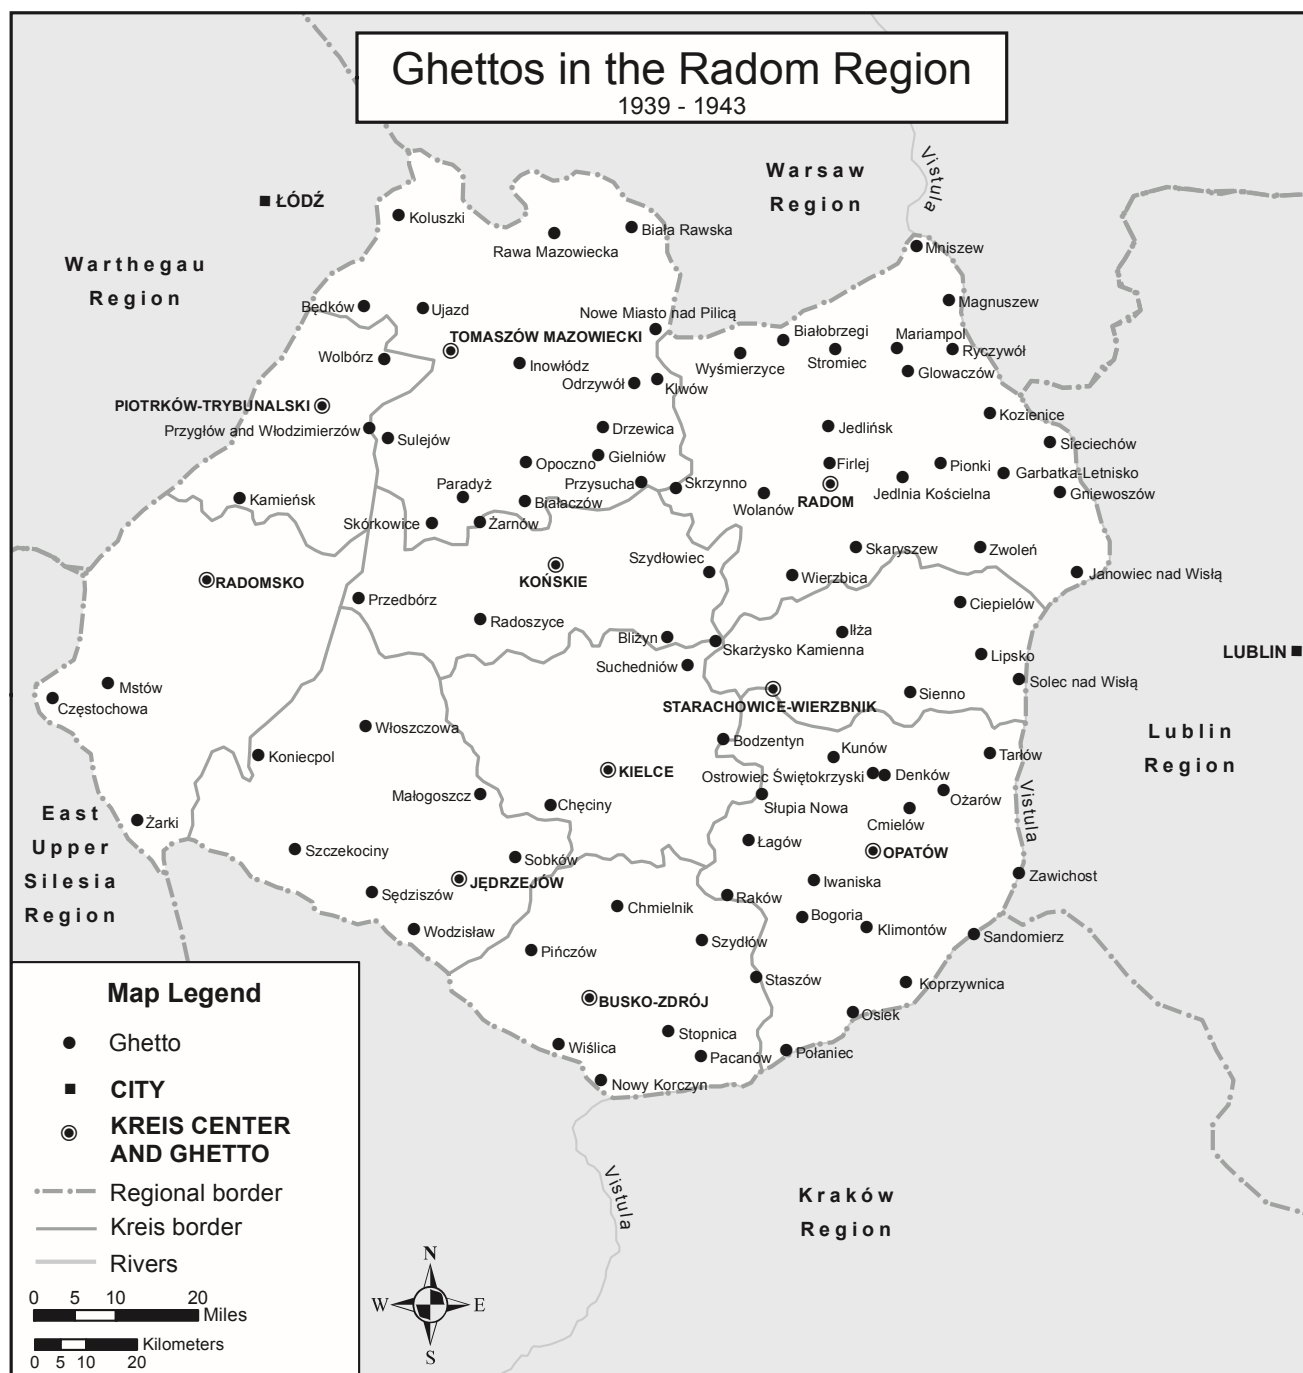 Ghettos in the Radom Region
1939 - 1943
Warsaw
Region
Vistula
ŁÓDŹ
Koluszki
Rawa Mazowiecka
Biała Rawska
Mniszew
Warthegau
Region
Będków
Ujazd
Nowe Miasto nad Pilicą
Magnuszew
TOMASZÓW MAZOWIECKI
Białobrzegi
Mariampol
Wolbórz
Inowłódz
Wyśmierzyce
Stromiec
Ryczywół
Odrzywół
Klwów
Glowaczów
PIOTRKÓW-TRYBUNALSKI
Kozienice
Przygłów and Włodzimierzów
Sulejów
Drzewica
Jedlińsk
Sieciechów
Opoczno
Gielniów
Firlej
Pionki
Garbatka-Letnisko
Paradyż
Przysucha
Skrzynno
Jedlnia Kościelna
Gniewoszów
Kamieńsk
Białaczów
Wolanów
RADOM
Skórkowice
Żarnów
Skaryszew
Zwoleń
Szydłowiec
RADOMSKO
KOŃSKIE
Wierzbica
Janowiec nad Wisłą
Przedbórz
Ciepielów
Radoszyce
Iłża
Bliżyn
Skarżysko Kamienna
LUBLIN
Suchedniów
Lipsko
Mstów
Solec nad Wisłą
Częstochowa
STARACHOWICE-WIERZBNIK
Sienno
Włoszczowa
Bodzentyn
Kunów
Tarłów
Lublin
Region
Koniecpol
KIELCE
Ostrowiec Świętokrzyski
Denków
Małogoszcz
Chęciny
Słupia Nowa
Ożarów
Cmielów
Vistula
East
Upper
Silesia
Region
Żarki
Łagów
Szczekociny
Sobków
OPATÓW
JĘDRZEJÓW
Iwaniska
Zawichost
Sędziszów
Chmielnik
Raków
Bogoria
Klimontów
Wodzisław
Szydłów
Sandomierz
Pińczów
Staszów
Koprzywnica
BUSKO-ZDRÓJ
Osiek
Stopnica
Wiślica
Pacanów
Połaniec
Nowy Korczyn
Vistula
Kraków
Region
Map Legend
Ghetto
CITY
KREIS CENTER
AND GHETTO
Regional border
Kreis border
Rivers
0 5 10 20
Miles
Kilometers
0 5 10 20
N
W E
S